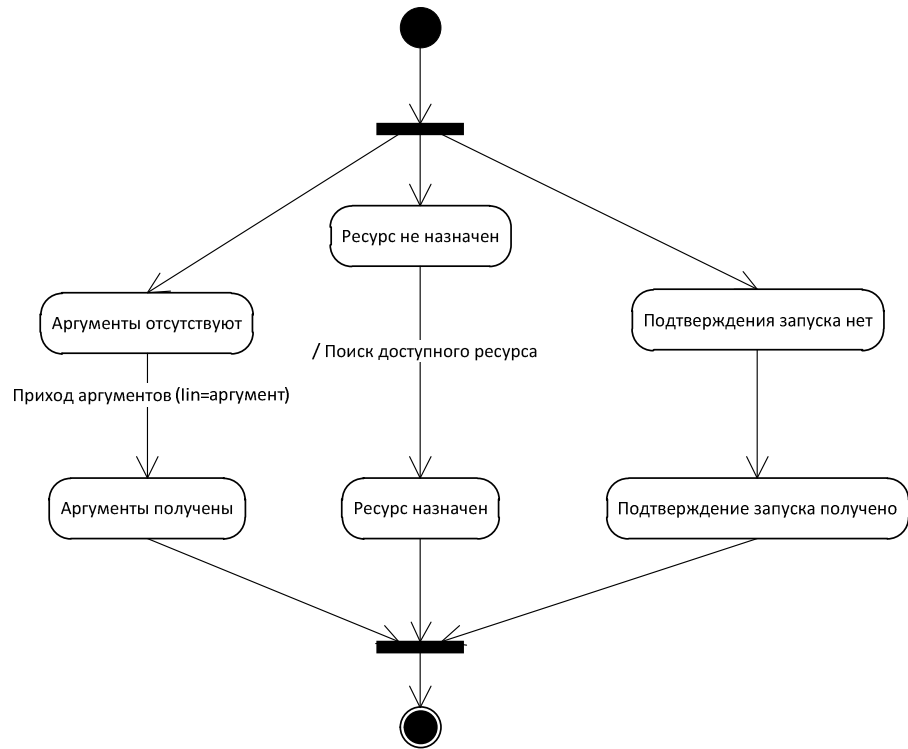 Ресурс не назначен
Аргументы отсутствуют
Подтверждения запуска нет
/ Поиск доступного ресурса
Приход аргументов (lin=аргумент)
Аргументы получены
Ресурс назначен
Подтверждение запуска получено